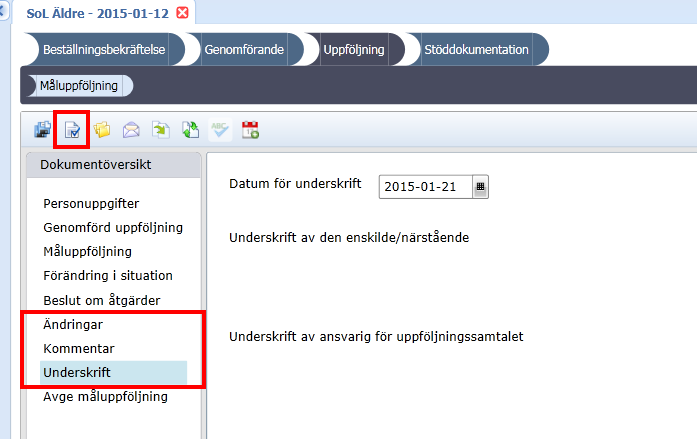 SoL Äldre - 2015-01-12
Beställningsbekräftelse Genomförande Uppföljning Stöddokumentation
Måluppföljning
ABC
Dokumentöversikt
Personuppgifter
Genomförd uppföljning
Måluppföljning
Förändring i situation
Beslut om åtgärder
Ändringar
Kommentar
Underskrift
Avge måluppföljning
Datum för underskrift 2015-01-21
Underskrift av den enskilde/närstående
Underskrift av ansvarig för uppföljningssamtalet